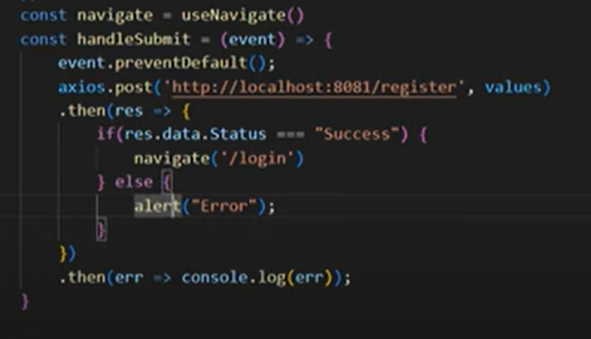 const navigate = useNavigate()
const handleSubmit = (event) => {
event.preventDefault();
axios.post('http://localhost:8081/register', values)
.then(res => {
if(res.data.Status === "Success") {
navigate('/login')
} else {
alert("Error");
}
})
.then(err => console.log(err));
}